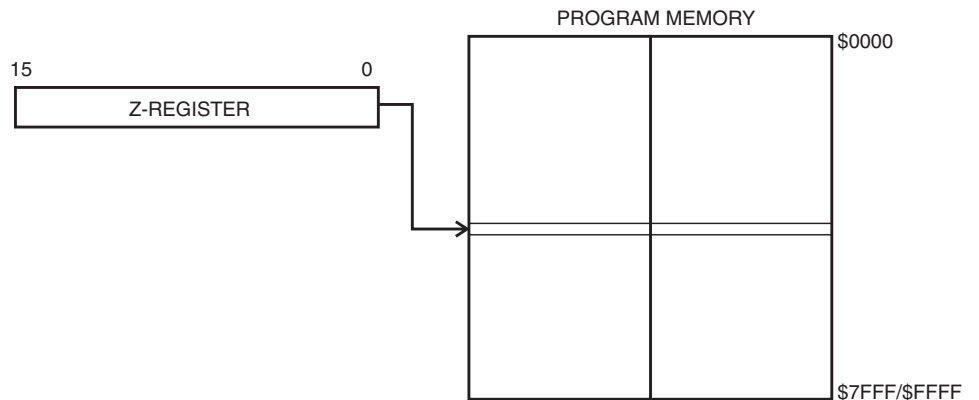 PROGRAM MEMORY
$0000
15 0
Z-REGISTER
$7FFF/$FFFF